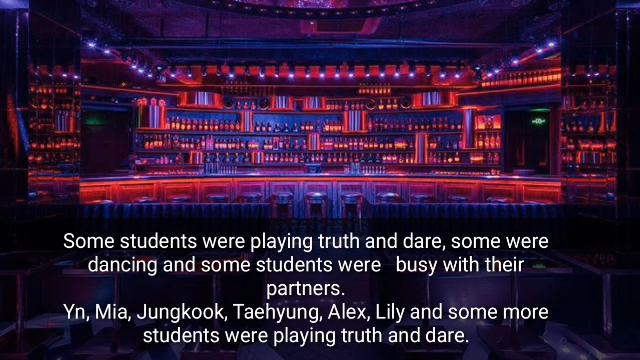 Some students were playing truth and dare, some were
dancing and some students were busy with their
partners.
Yn, Mia, Jungkook, Taehyung, Alex, Lily and some more
students were playing truth and dare.